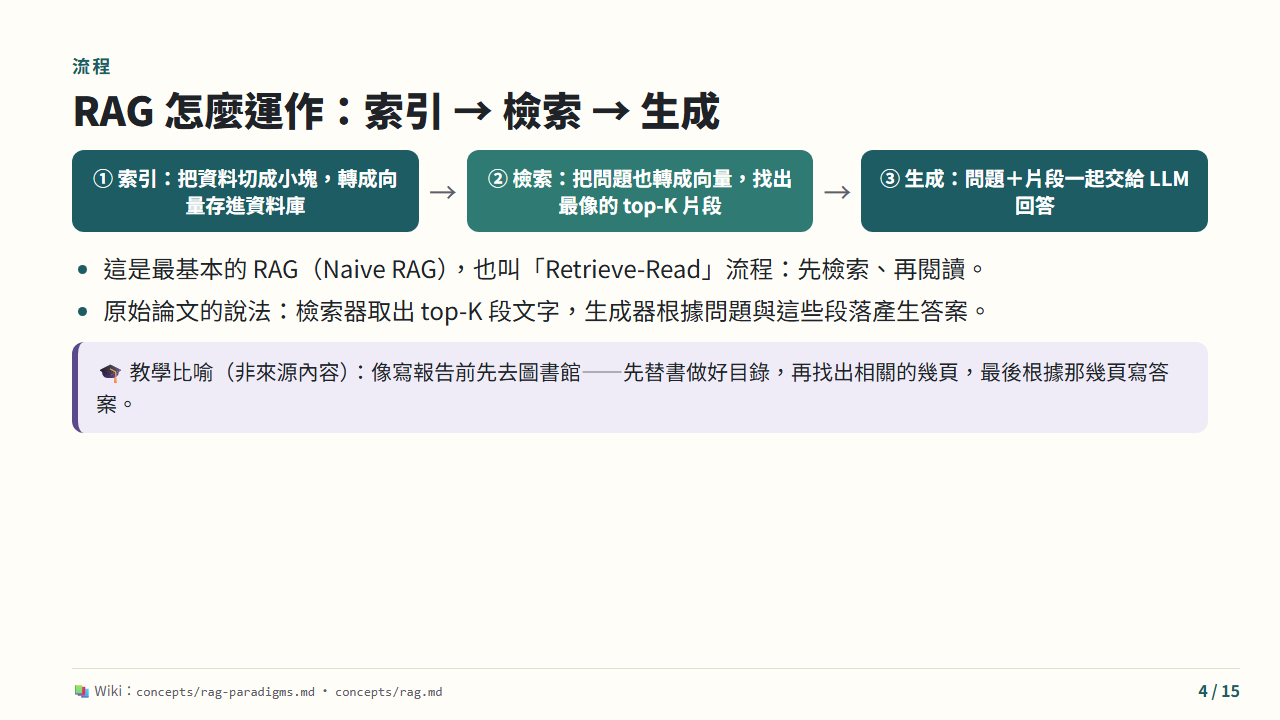 流程
RAG 怎麼運作：索引 → 檢索 → 生成
① 索引：把資料切成小塊，轉成向
量存進資料庫
→
② 檢索：把問題也轉成向量，找出
最像的 top-K 片段
→
③ 生成：問題＋片段一起交給 LLM
回答
• 這是最基本的 RAG（Naive RAG），也叫「Retrieve-Read」流程：先檢索、再閱讀。
• 原始論文的說法：檢索器取出 top-K 段文字，生成器根據問題與這些段落產生答案。
🎓 教學比喻（非來源內容）：像寫報告前先去圖書館——先替書做好目錄，再找出相關的幾頁，最後根據那幾頁寫答
案。
📚 Wiki：concepts/rag-paradigms.md · concepts/rag.md
4 / 15